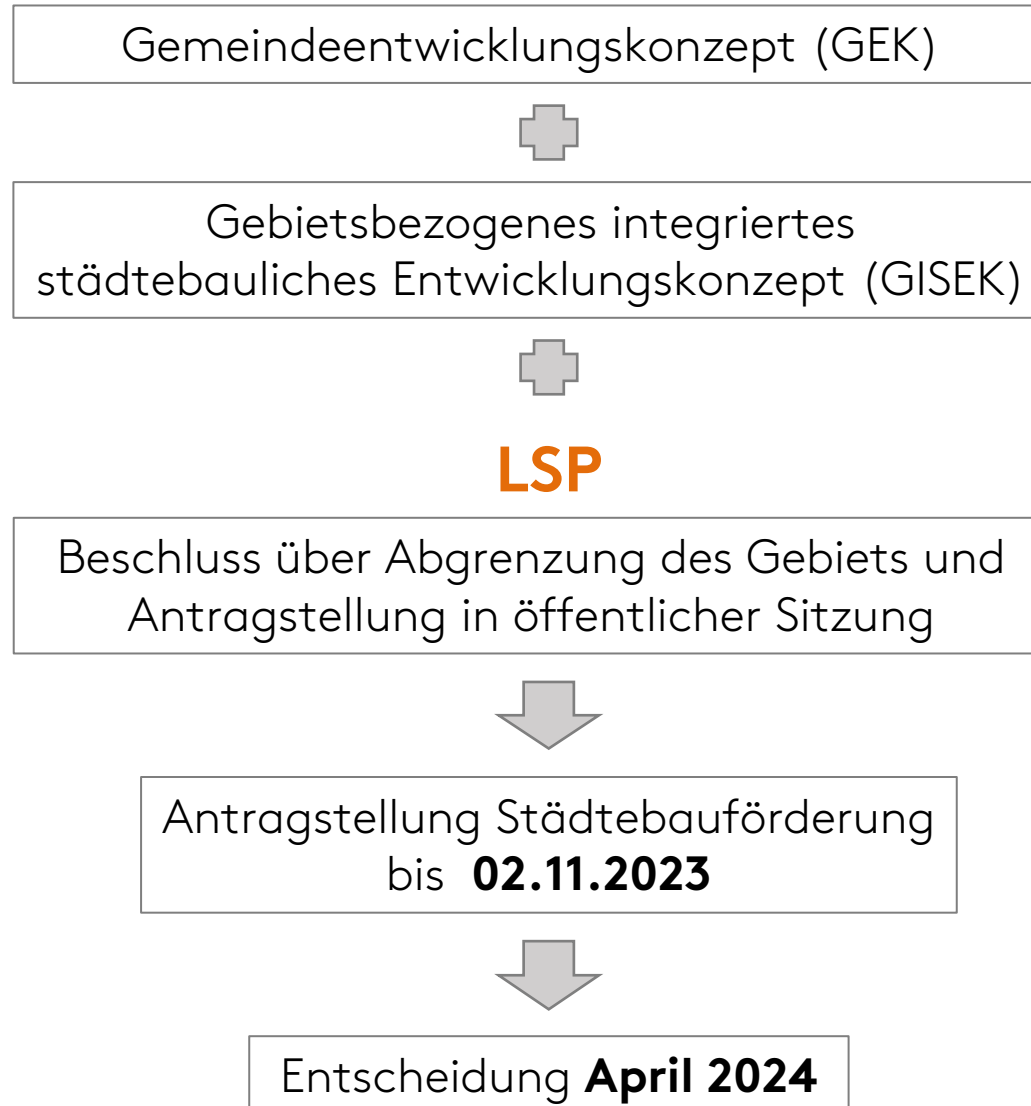 Gemeindeentwicklungskonzept (GEK)
Gebietsbezogenes integriertes
städtebauliches Entwicklungskonzept (GISEK)
LSP
Beschluss über Abgrenzung des Gebiets und
Antragstellung in öffentlicher Sitzung
Antragstellung Städtebauförderung
bis 02.11.2023
Entscheidung April 2024